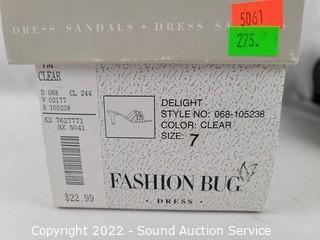 DRESS SANDALS · DRESS SANDALS
5061
275.
CLEAR
D 068 CL 244
V 02177
S 105238
K3 7627771
SZ 5041
$22.99
DELIGHT
STYLE NO: 068-105238
COLOR: CLEAR
SIZE: 7
FASHION BUG
· DRESS ·
Copyright 2022 - Sound Auction Service